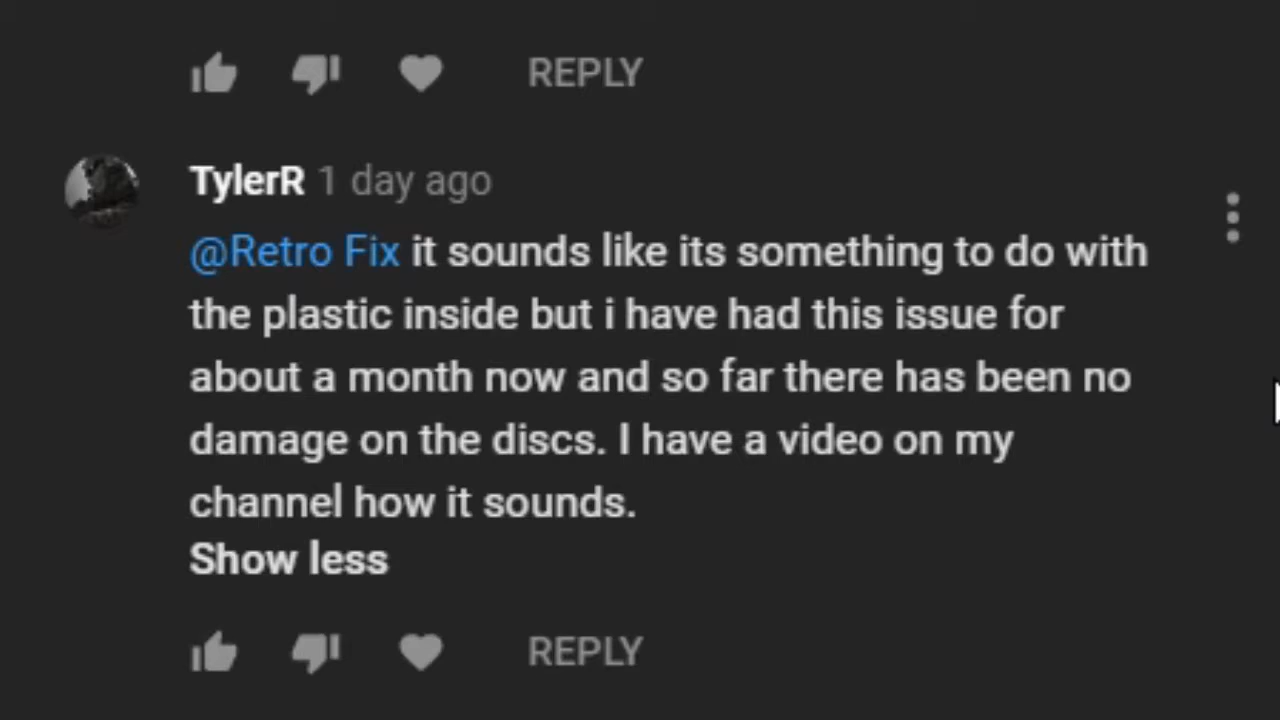 REPLY
TylerR 1 day ago
@Retro Fix it sounds like its something to do with
the plastic inside but i have had this issue for
about a month now and so far there has been no
damage on the discs. I have a video on my
channel how it sounds.
Show less
REPLY